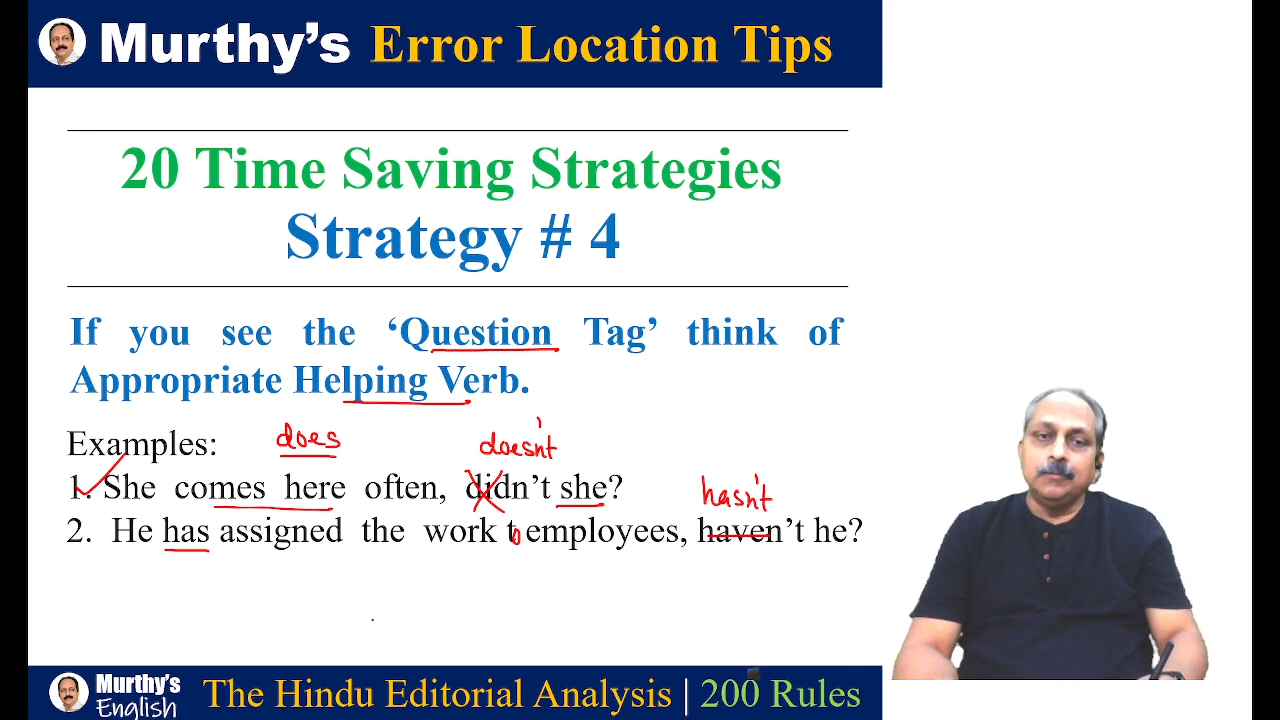 Murthy's Error Location Tips
20 Time Saving Strategies
Strategy # 4
If you see the ‘Question Tag’ think of
Appropriate Helping Verb.
Examples: does doesn't
1. She comes here often, didn’t she?
hasn't
2. He has assigned the work to employees, haven’t he?
Murthy's
English
The Hindu Editorial Analysis | 200 Rules